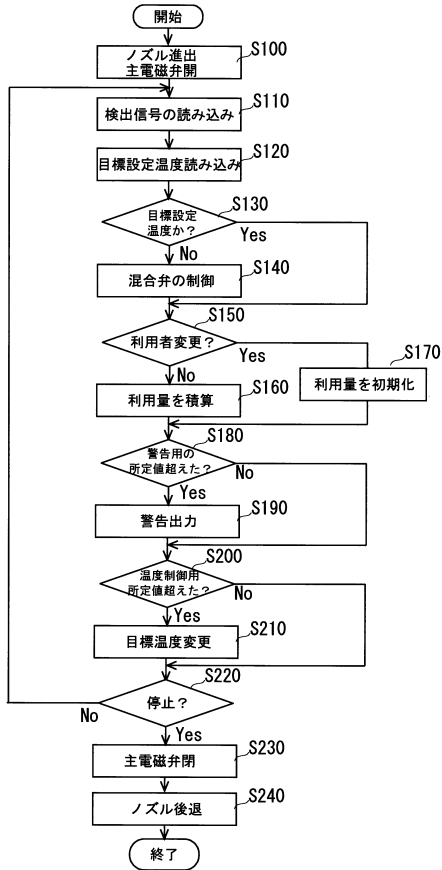 開始
ノズル進出
主電磁弁開
S100
検出信号の読み込み
S110
目標設定温度読み込み
S120
目標設定
温度か?
S130
Yes
No
混合弁の制御
S140
利用者変更?
S150
Yes
No
利用量を積算
S160
利用量を初期化
S170
警告用の
所定値超えた?
S180
No
Yes
警告出力
S190
温度制御用
所定値超えた?
S200
No
Yes
目標温度変更
S210
停止?
S220
No
Yes
主電磁弁閉
S230
ノズル後退
S240
終了